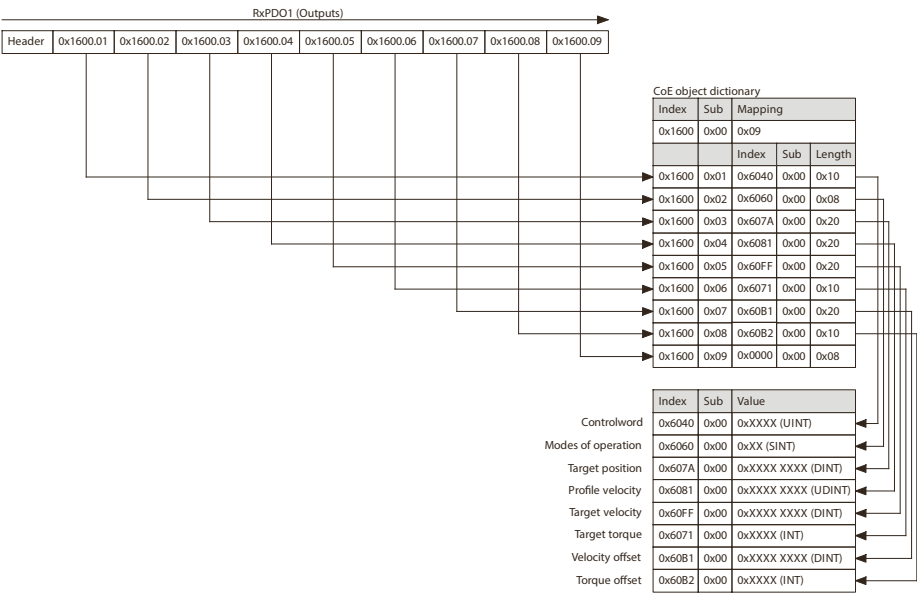 RxPDO1 (Outputs)
Header 0x1600.01 0x1600.02 0x1600.03 0x1600.04 0x1600.05 0x1600.06 0x1600.07 0x1600.08 0x1600.09
CoE object dictionary
Index Sub Mapping
0x1600 0x00 0x09
Index Sub Length
0x1600 0x01 0x6040 0x00 0x10
0x1600 0x02 0x6060 0x00 0x08
0x1600 0x03 0x607A 0x00 0x20
0x1600 0x04 0x6081 0x00 0x20
0x1600 0x05 0x60FF 0x00 0x20
0x1600 0x06 0x6071 0x00 0x10
0x1600 0x07 0x60B1 0x00 0x20
0x1600 0x08 0x60B2 0x00 0x10
0x1600 0x09 0x0000 0x00 0x08
Index Sub Value
Controlword 0x6040 0x00 0xXXXX (UINT)
Modes of operation 0x6060 0x00 0xXX (SINT)
Target position 0x607A 0x00 0xXXXX XXXX (DINT)
Profile velocity 0x6081 0x00 0xXXXX XXXX (UDINT)
Target velocity 0x60FF 0x00 0xXXXX XXXX (DINT)
Target torque 0x6071 0x00 0xXXXX (INT)
Velocity offset 0x60B1 0x00 0xXXXX XXXX (DINT)
Torque offset 0x60B2 0x00 0xXXXX (INT)